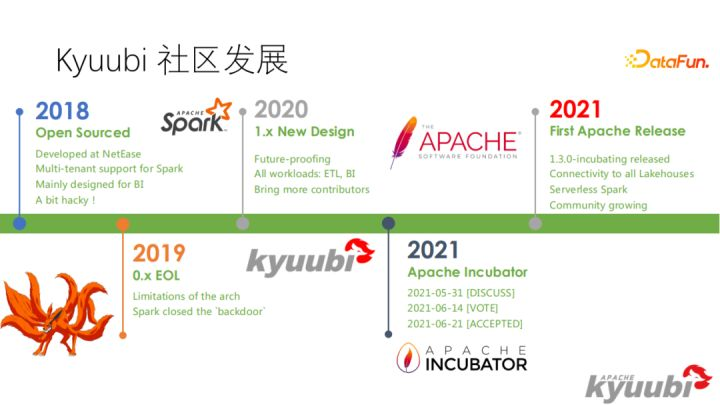 Kyuubi 社区发展
DataFun.
2018
Open Sourced
Developed at NetEase
Multi-tenant support for Spark
Mainly designed for BI
A bit hacky！
APACHE
Spark™
2020
1.x New Design
Future-proofing
All workloads: ETL, BI
Bring more contributors
THE
APACHE®
SOFTWARE FOUNDATION
2021
First Apache Release
1.3.0-incubating released
Connectivity to all Lakehouses
Serverless Spark
Community growing
2019
0.x EOL
Limitations of the arch
Spark closed the `backdoor`
kyuubi
2021
Apache Incubator
2021-05-31 [DISCUSS]
2021-06-14 [VOTE]
2021-06-21 [ACCEPTED]
APACHE
INCUBATOR
APACHE
kyuubi